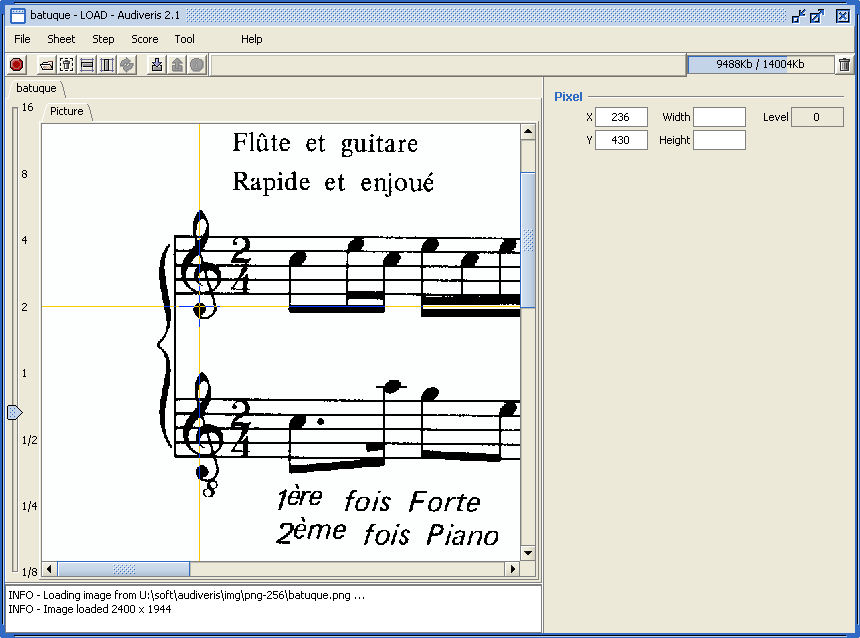 batuque - LOAD - Audiveris 2.1
File Sheet Step Score Tool Help
9488Kb / 14004Kb
batuque
Picture
16
8
4
2
1
1/2
1/4
1/8
Flûte et guitare
Rapide et enjoué
2
4
2
4
8
1ère fois Forte
2ème fois Piano
Pixel
X 236 Width Level 0
Y 430 Height
INFO - Loading image from U:\soft\audiveris\img\png-256\batuque.png ...
INFO - Image loaded 2400 x 1944